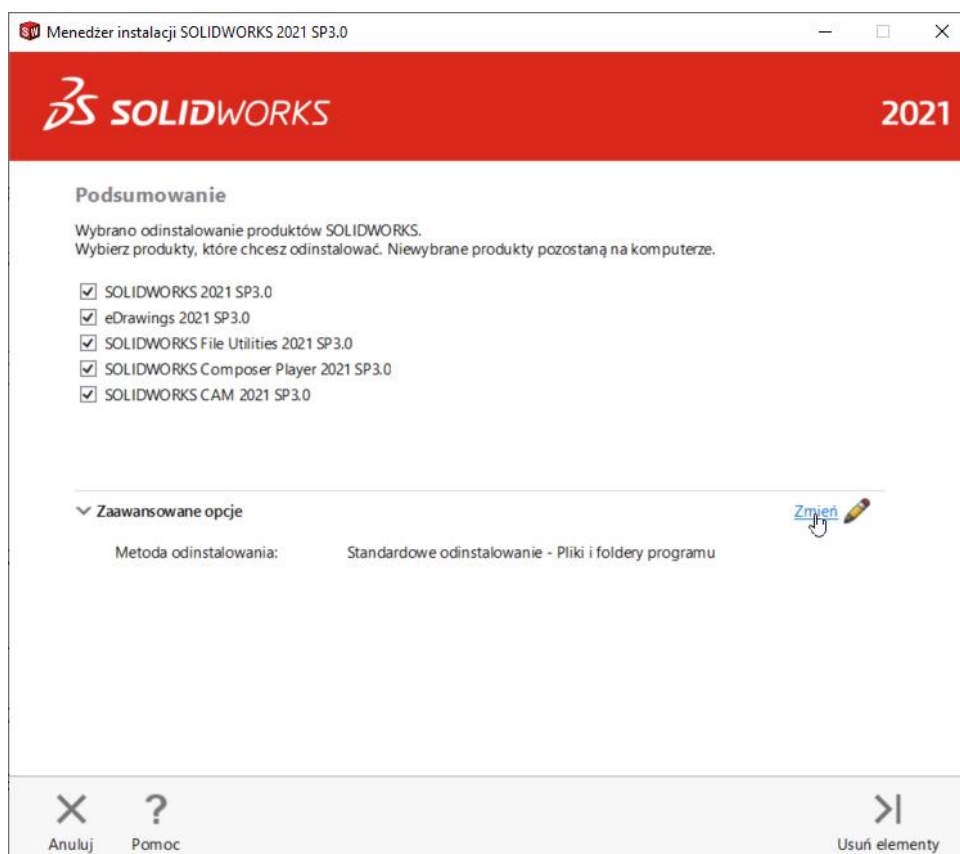 Menedżer instalacji SOLIDWORKS 2021 SP3.0
SOLIDWORKS
2021
Podsumowanie
Wybrano odinstalowanie produktów SOLIDWORKS.
Wybierz produkty, które chcesz odinstalować. Niewybrane produkty pozostaną na komputerze.
SOLIDWORKS 2021 SP3.0
eDrawings 2021 SP3.0
SOLIDWORKS File Utilities 2021 SP3.0
SOLIDWORKS Composer Player 2021 SP3.0
SOLIDWORKS CAM 2021 SP3.0
Zaawansowane opcje Zmień
Metoda odinstalowania: Standardowe odinstalowanie - Pliki i foldery programu
Anuluj Pomoc Usuń elementy